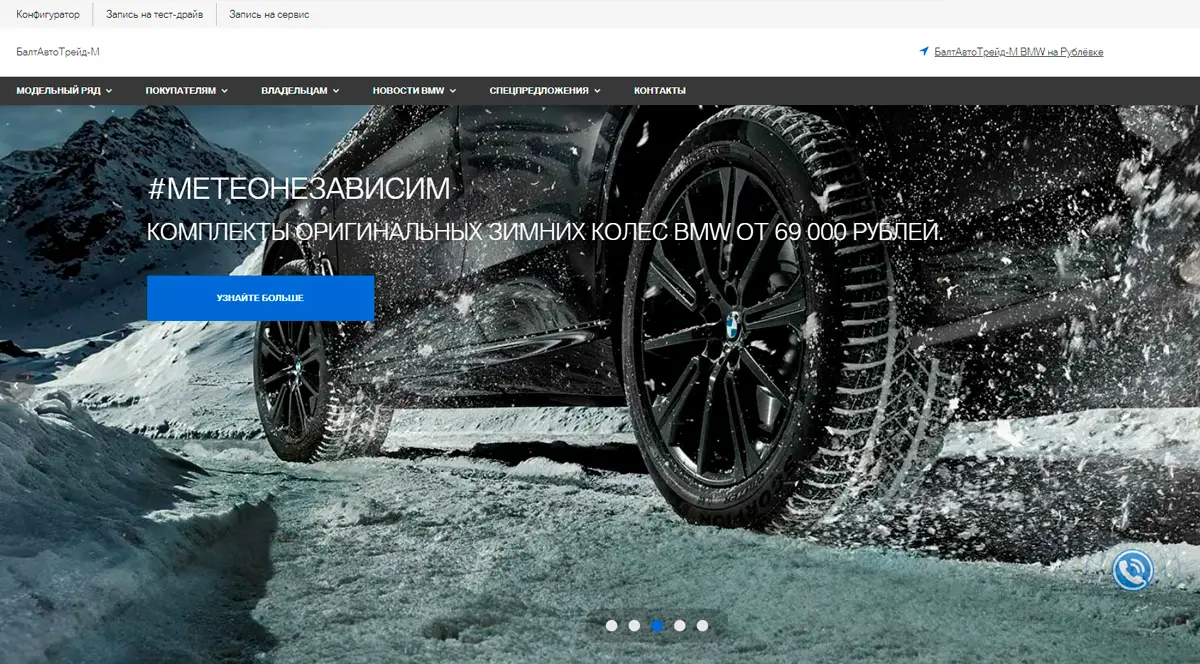 Конфигуратор
Запись на тест-драйв
Запись на сервис
БалтАвтоТрейд-М
БалтАвтоТрейд-М BMW на Рублёвке
МОДЕЛЬНЫЙ РЯД
ПОКУПАТЕЛЯМ
ВЛАДЕЛЬЦАМ
НОВОСТИ BMW
СПЕЦПРЕДЛОЖЕНИЯ
КОНТАКТЫ
#МЕТЕОНЕЗАВИСИМ
КОМПЛЕКТЫ ОРИГИНАЛЬНЫХ ЗИМНИХ КОЛЕС BMW ОТ 69 000 РУБЛЕЙ.
УЗНАЙТЕ БОЛЬШЕ